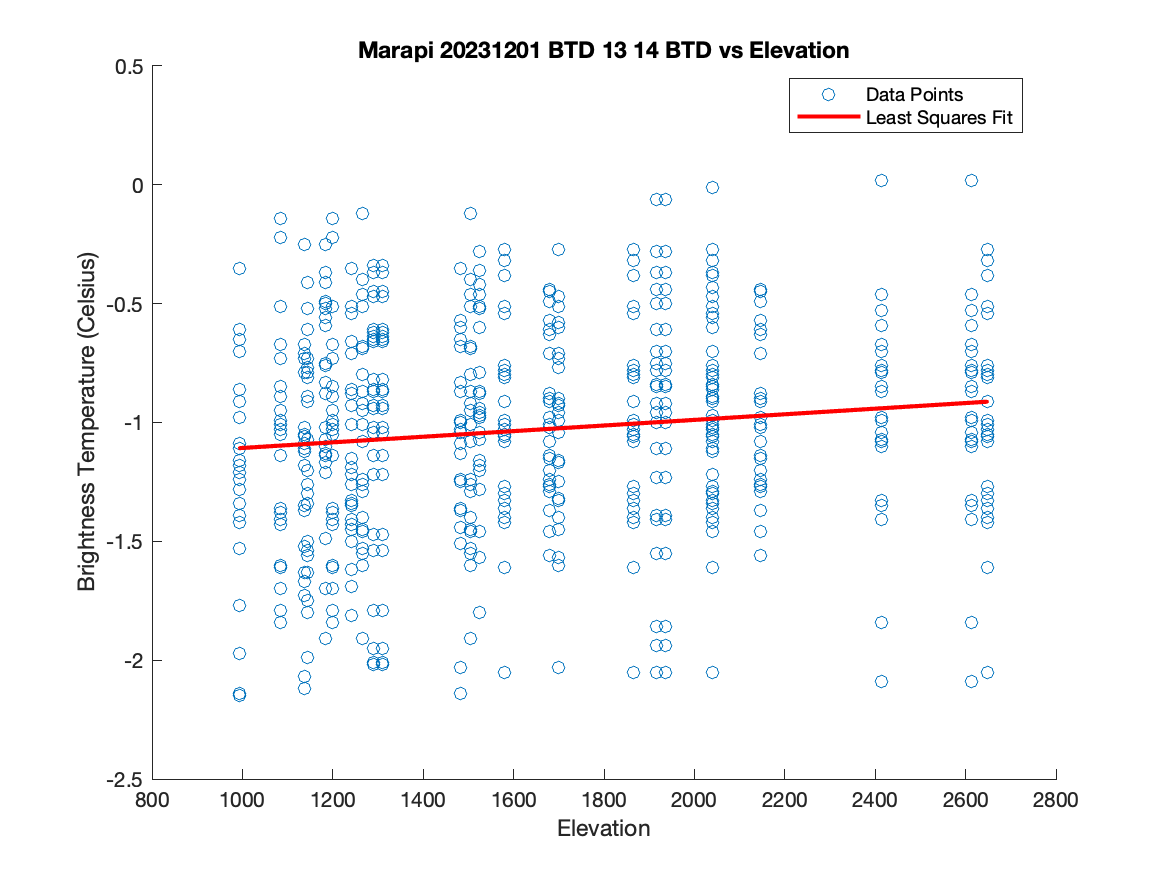 Marapi 20231201 BTD 13 14 BTD vs Elevation
Data Points
Least Squares Fit
Brightness Temperature (Celsius)
0.5
0
-0.5
-1
-1.5
-2
-2.5
800 1000 1200 1400 1600 1800 2000 2200 2400 2600 2800
Elevation